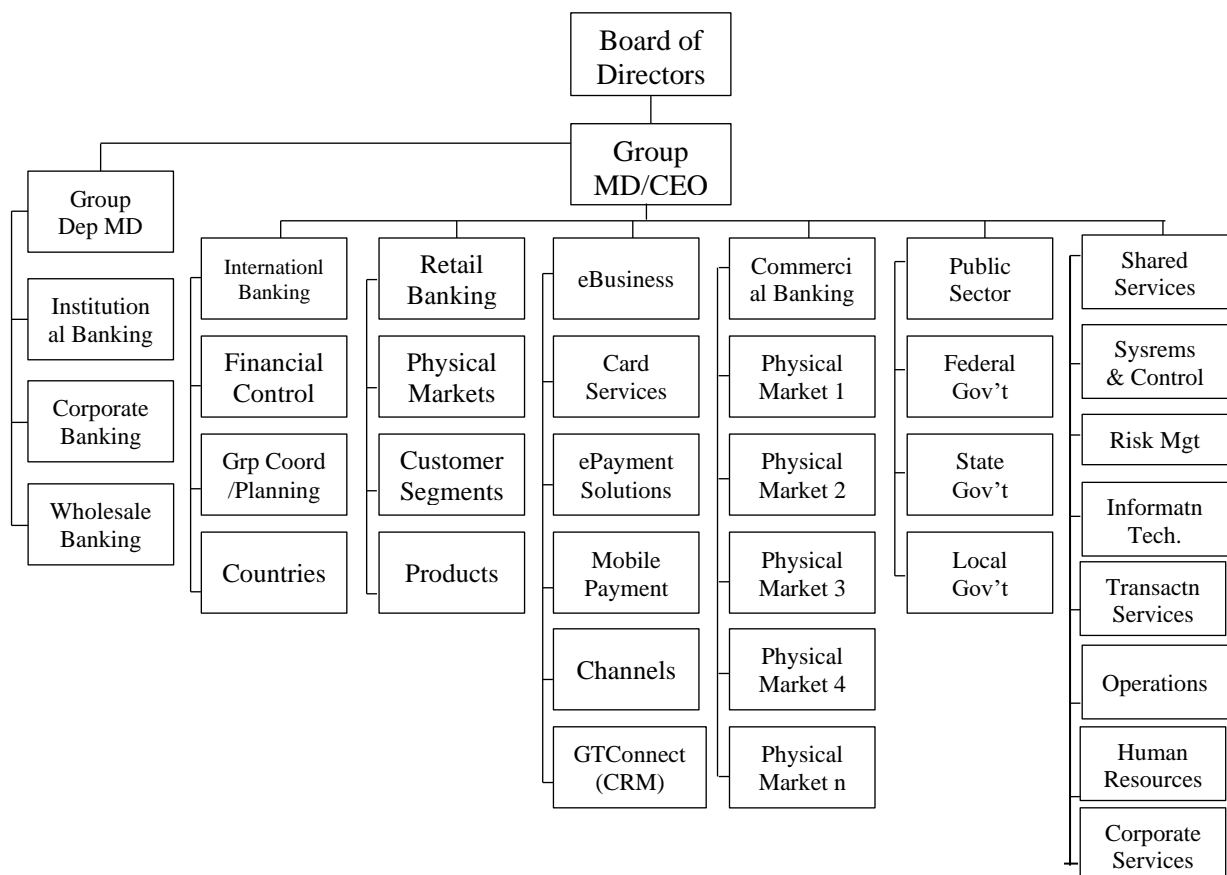 Board of
Directors
Group
MD/CEO
Group
Dep MD
Institution
al Banking
Corporate
Banking
Wholesale
Banking
Internationl
Banking
Financial
Control
Grp Coord
/Planning
Countries
Retail
Banking
Physical
Markets
Customer
Segments
Products
eBusiness
Card
Services
ePayment
Solutions
Mobile
Payment
Channels
GTConnect
(CRM)
Commerci
al Banking
Physical
Market 1
Physical
Market 2
Physical
Market 3
Physical
Market 4
Physical
Market n
Public
Sector
Federal
Gov’t
State
Gov’t
Local
Gov’t
Shared
Services
Sysrems
& Control
Risk Mgt
Informatn
Tech.
Transactn
Services
Operations
Human
Resources
Corporate
Services